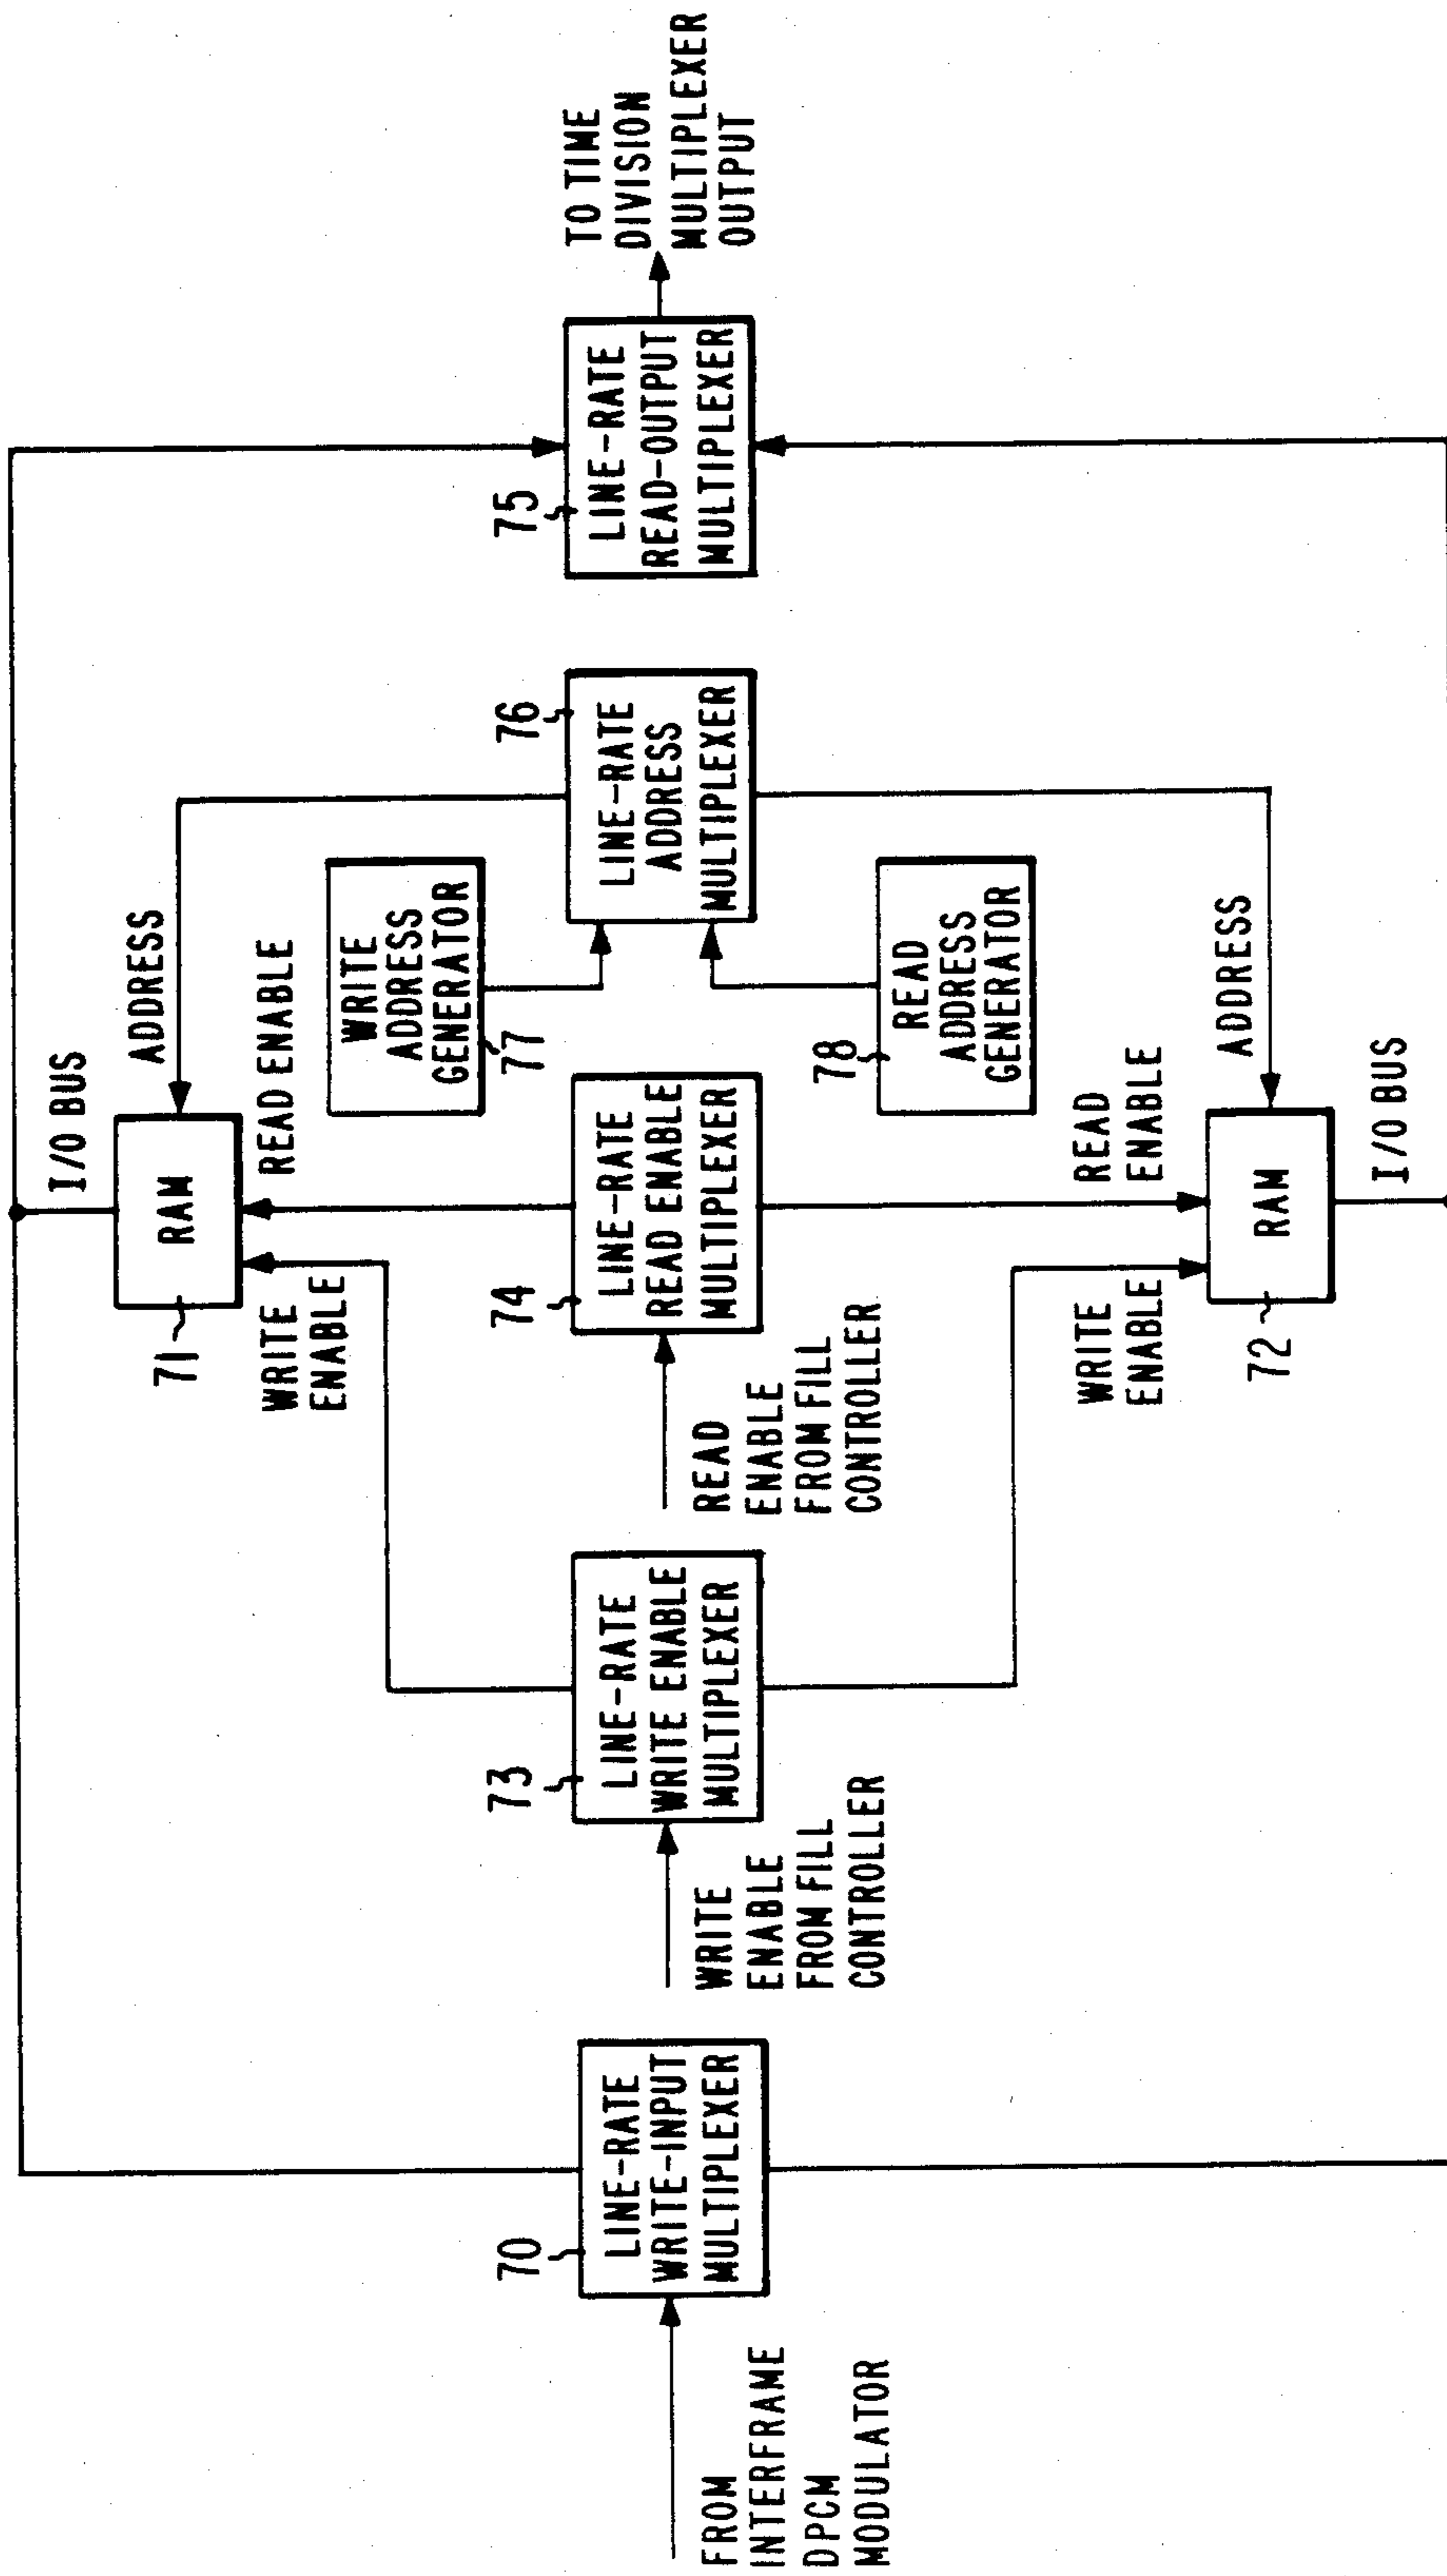 FROM
INTERFRAME
DPCM
MODULATOR
70
LINE-RATE
WRITE-INPUT
MULTIPLEXER
WRITE
ENABLE
FROM FILL
CONTROLLER
73
LINE-RATE
WRITE ENABLE
MULTIPLEXER
READ
ENABLE
FROM FILL
CONTROLLER
74
LINE-RATE
READ ENABLE
MULTIPLEXER
71
RAM
I/O BUS
WRITE
ENABLE
READ ENABLE
ADDRESS
WRITE
ADDRESS
GENERATOR
77
78
READ
ADDRESS
GENERATOR
WRITE
ENABLE
READ
ENABLE
72
RAM
ADDRESS
I/O BUS
76
LINE-RATE
ADDRESS
MULTIPLEXER
75
LINE-RATE
READ-OUTPUT
MULTIPLEXER
TO TIME
DIVISION
MULTIPLEXER
OUTPUT